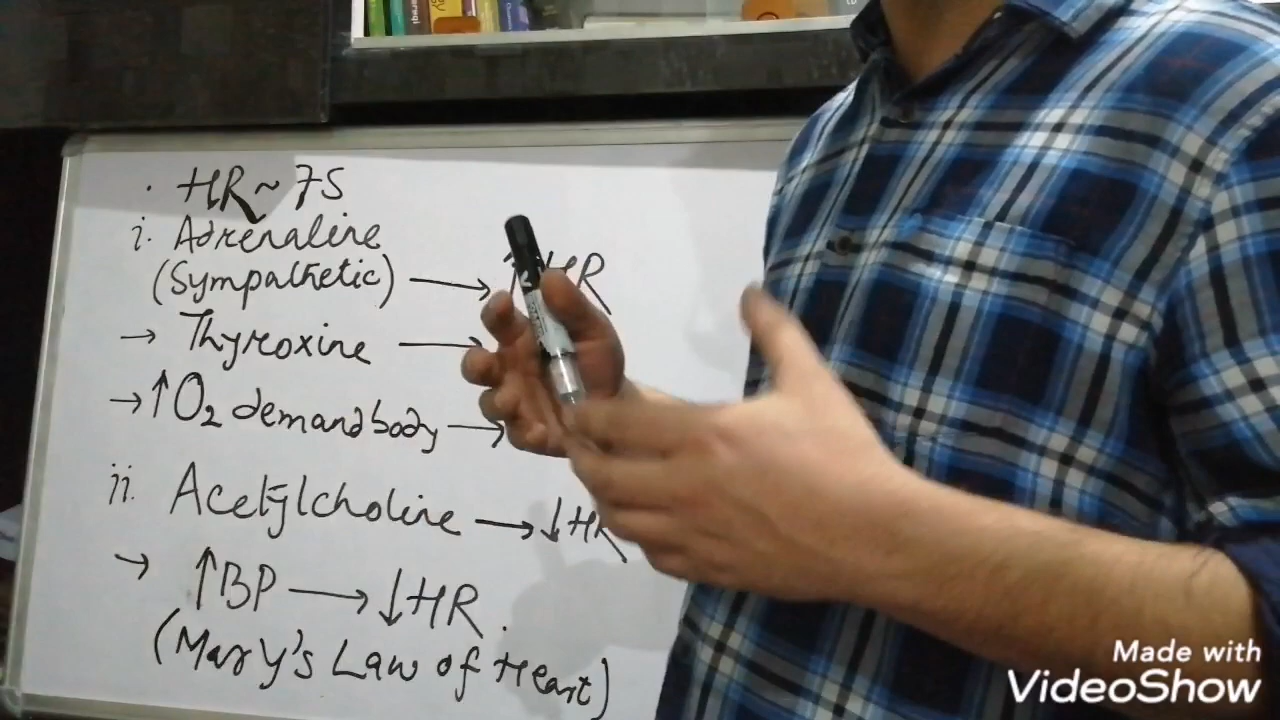 . HR ~ 75
i. Adrenaline
(Sympathetic) → ↑HR
→ Thyroxine →
→ ↑O₂ demand body →
ii. Acetylcholine → ↓HR
→ ↑BP → ↓HR.
(Mary's Law of Heart)
Made with
VideoShow